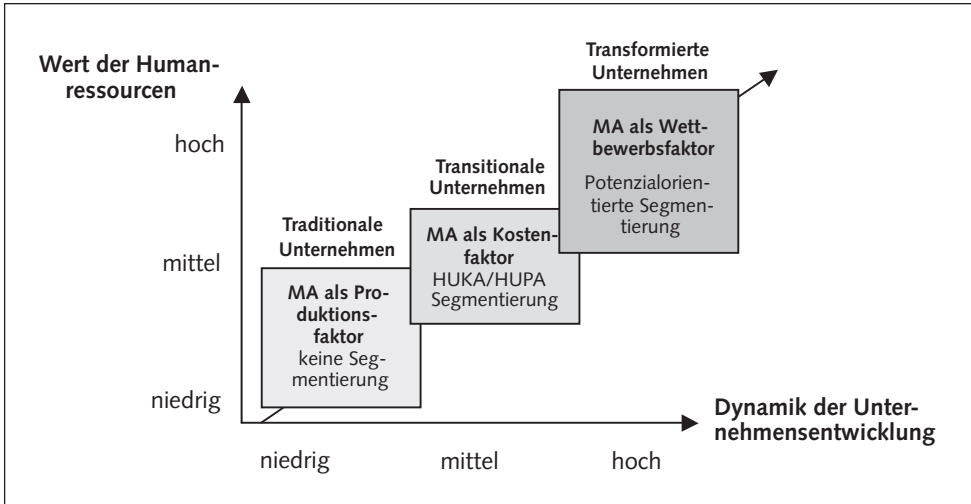 Wert der Human-
ressourcen
hoch
mittel
niedrig
Traditionale
Unternehmen
MA als Pro-
duktions-
faktor
keine Seg-
mentierung
Transitionale
Unternehmen
MA als Kosten-
faktor
HUKA/HUPA
Segmentierung
Transformierte
Unternehmen
MA als Wett-
bewerbsfaktor
Potenzialorien-
tierte Segmen-
tierung
niedrig
mittel
hoch
Dynamik der Unter-
nehmensentwicklung